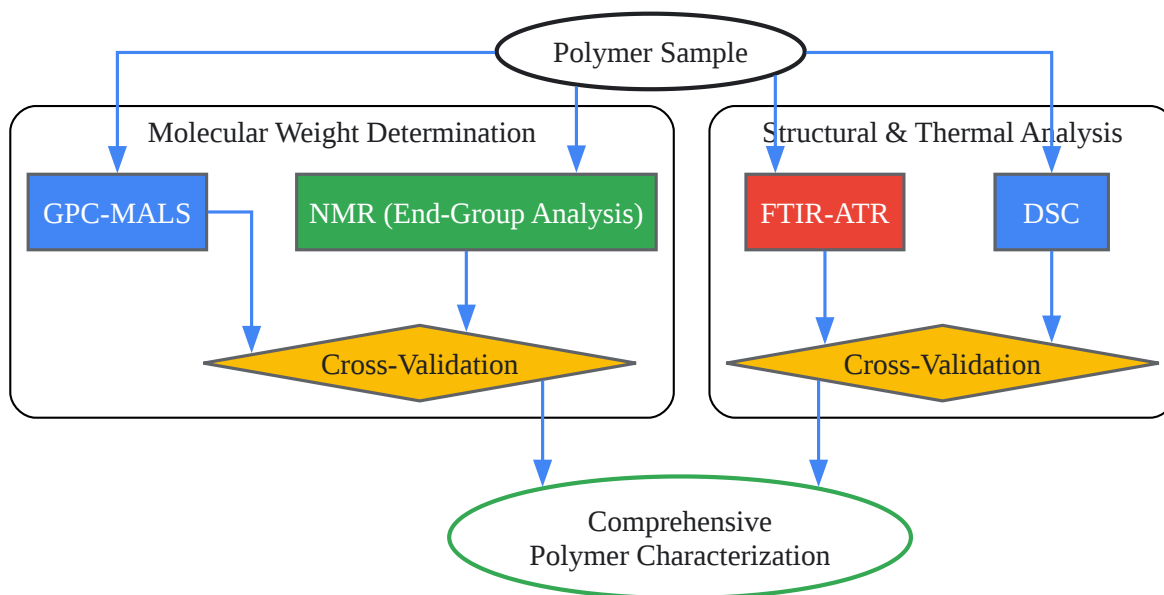 Polymer Sample
Molecular Weight Determination
Structural & Thermal Analysis
GPC-MALS
NMR (End-Group Analysis)
FTIR-ATR
DSC
Cross-Validation
Cross-Validation
Comprehensive
Polymer Characterization